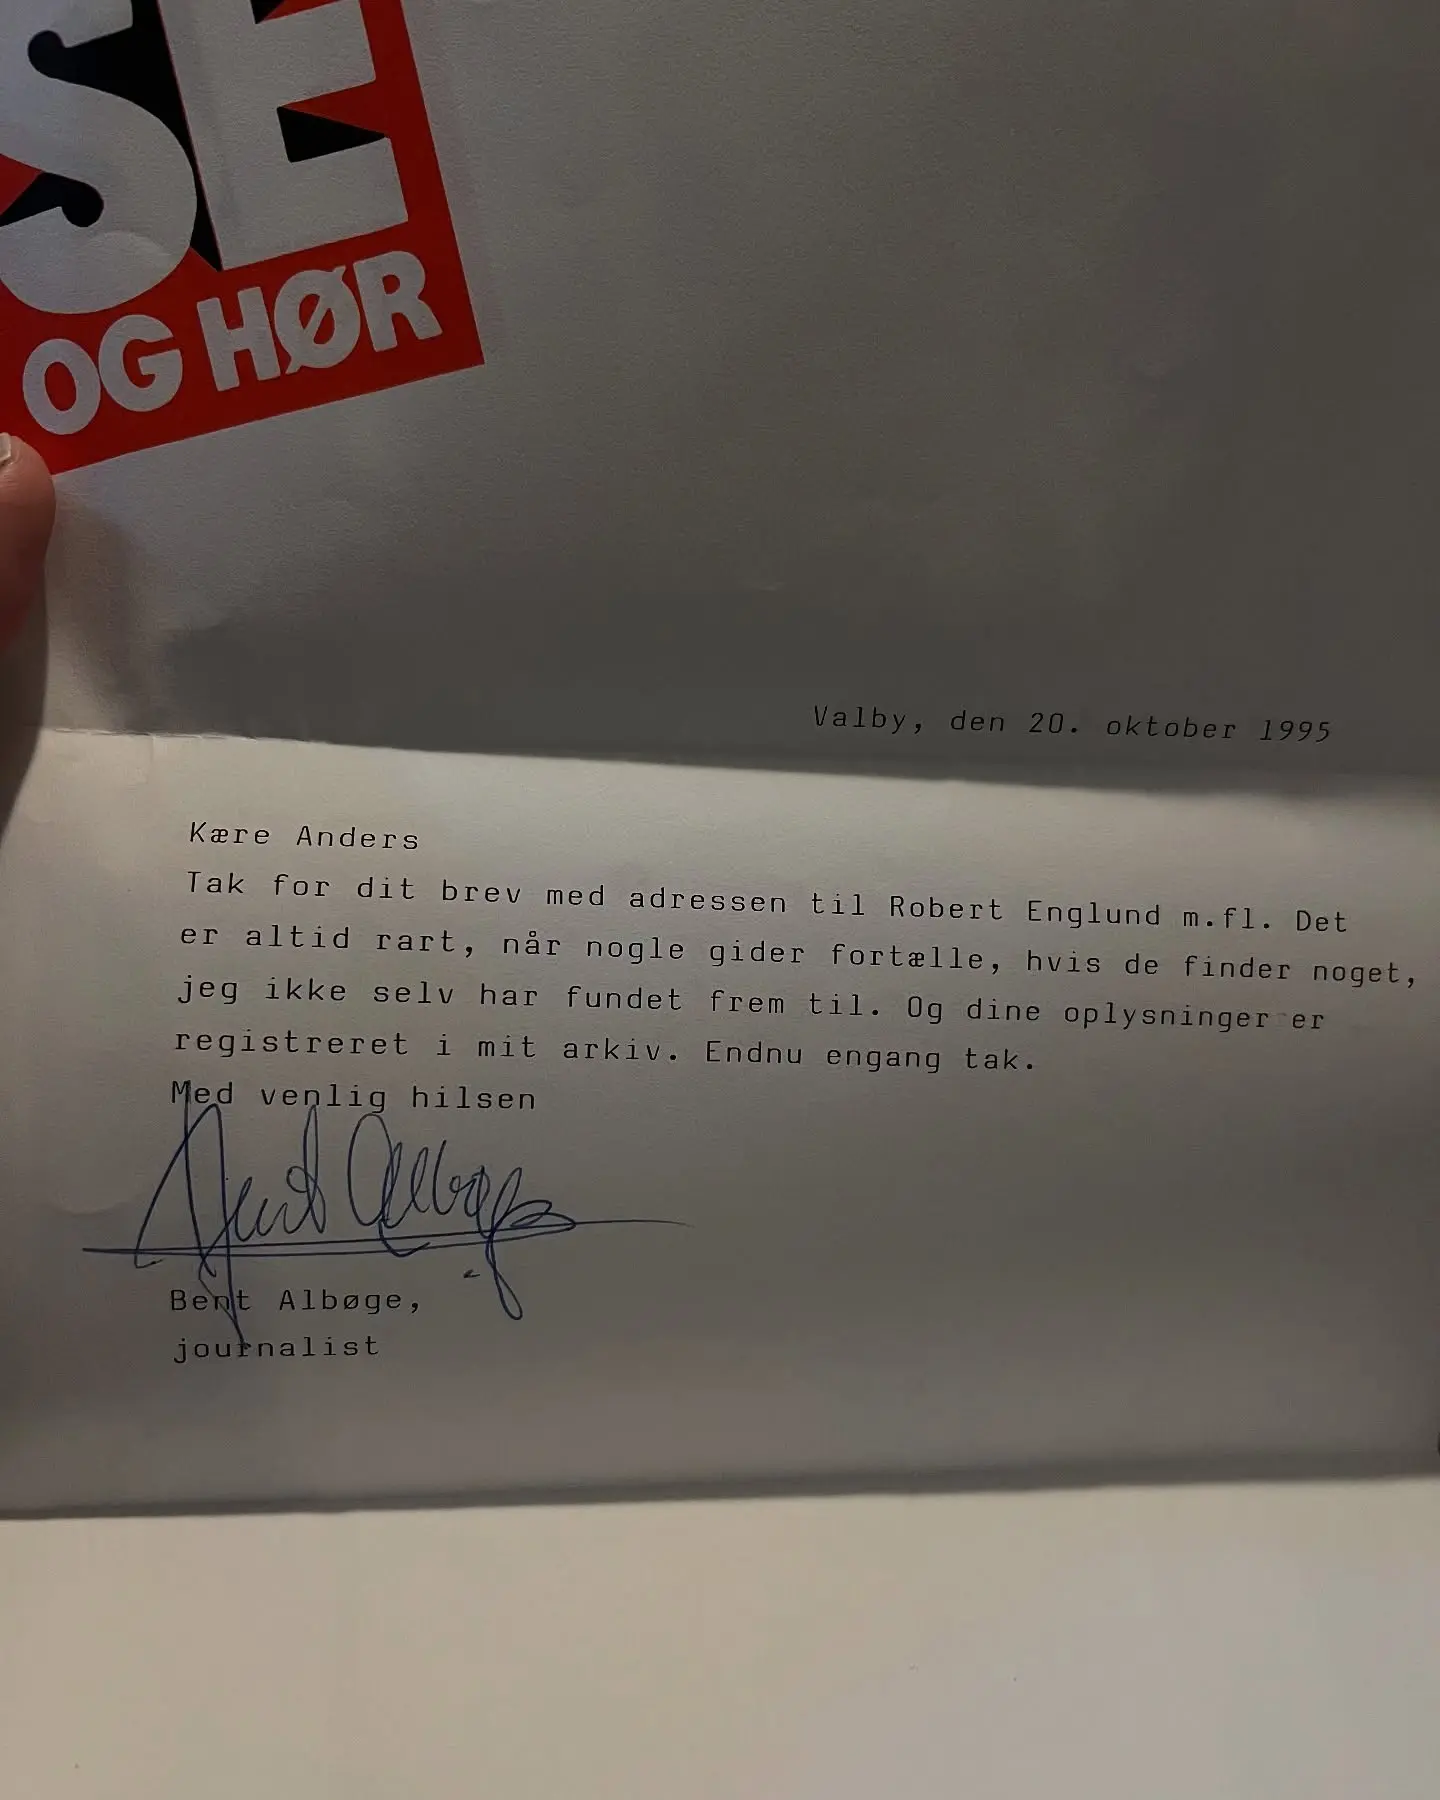 SE
OG HØR
Valby, den 20. oktober 1995
Kære Anders
Tak for dit brev med adressen til Robert Englund m.fl. Det
er altid rart, når nogle gider fortælle, hvis de finder noget,
jeg ikke selv har fundet frem til. Og dine oplysninger er
registreret i mit arkiv. Endnu engang tak.
Med venlig hilsen
Bent Albøge
Bent Albøge,
journalist